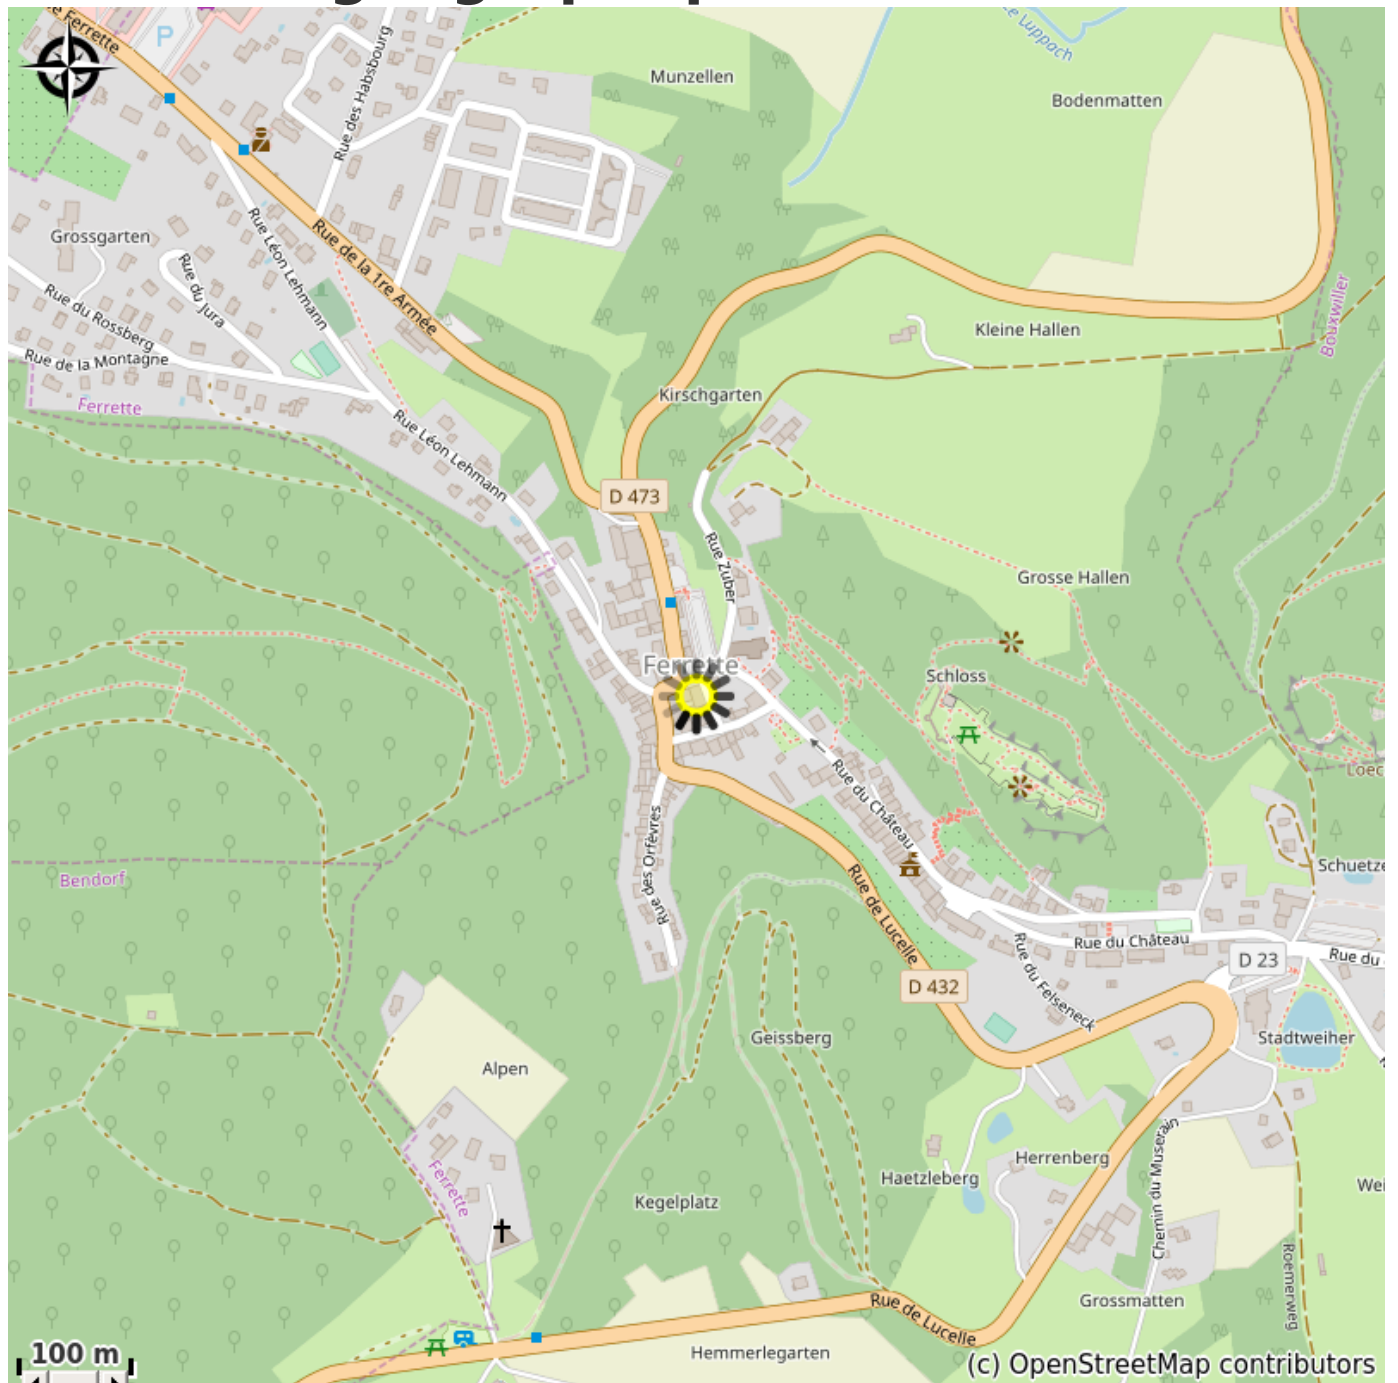 Ferrette
P
Rue des Habsbourg
Munzellen
Luppach
Bodenmatten
Grossgarten
Rue Léon Lehmann
Rue de la 1re Armée
Rue du Jura
Rue du Rossberg
Rue de la Montagne
Kleine Hallen
Bouxwiller
Ferrette
Kirschgarten
Rue Léon Lehmann
D 473
Rue Zuber
Grosse Hallen
Ferrette
Schloss
Rue du Château
Rue des Orfèvres
Bendorf
Rue de Lucelle
Rue du Château
Rue du Felseneck
D 23
Rue du
D 432
Geissberg
Stadtweiher
Alpen
Ferrette
Haetzleberg
Herrenberg
Chemin du Muserain
Kegelplatz
Roemerweg
Grossmatten
Rue de Lucelle
Hemmerlegarten
100 m
(c) OpenStreetMap contributors